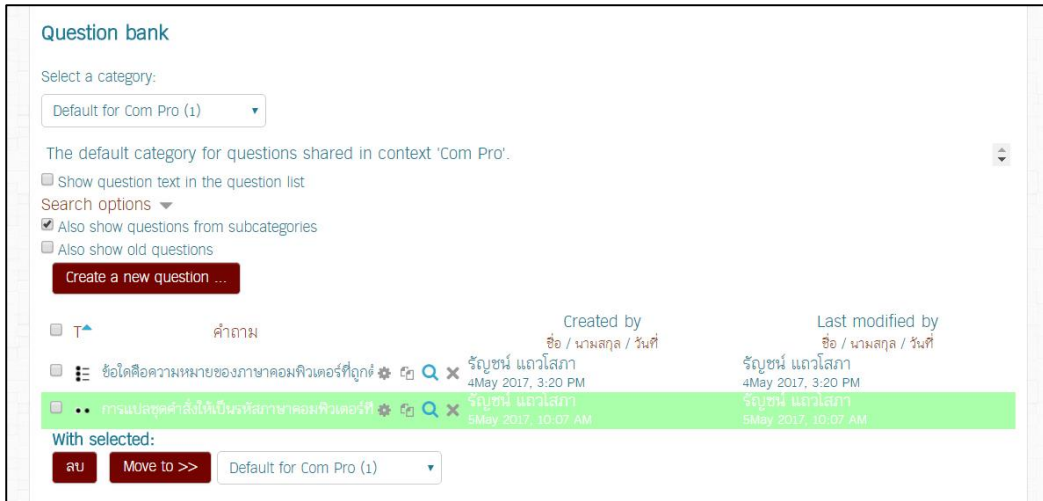 Question bank
Select a category:
Default for Com Pro (1)
The default category for questions shared in context 'Com Pro'.
Show question text in the question list
Search options
Also show questions from subcategories
Also show old questions
Create a new question ...
T คำถาม Created by Last modified by
ชื่อ / นามสกุล / วันที่ ชื่อ / นามสกุล / วันที่
ข้อใดคือความหมายของภาษาคอมพิวเตอร์ที่ถูกต้ รัญชน์ แถวโสภา รัญชน์ แถวโสภา
4May 2017, 3:20 PM 4May 2017, 3:20 PM
การแปลชุดคำสั่งให้เป็นรหัสภาษาคอมพิวเตอร์ที่ รัญชน์ แถวโสภา รัญชน์ แถวโสภา
5May 2017, 10:07 AM 5May 2017, 10:07 AM
With selected:
ลบ Move to >> Default for Com Pro (1)